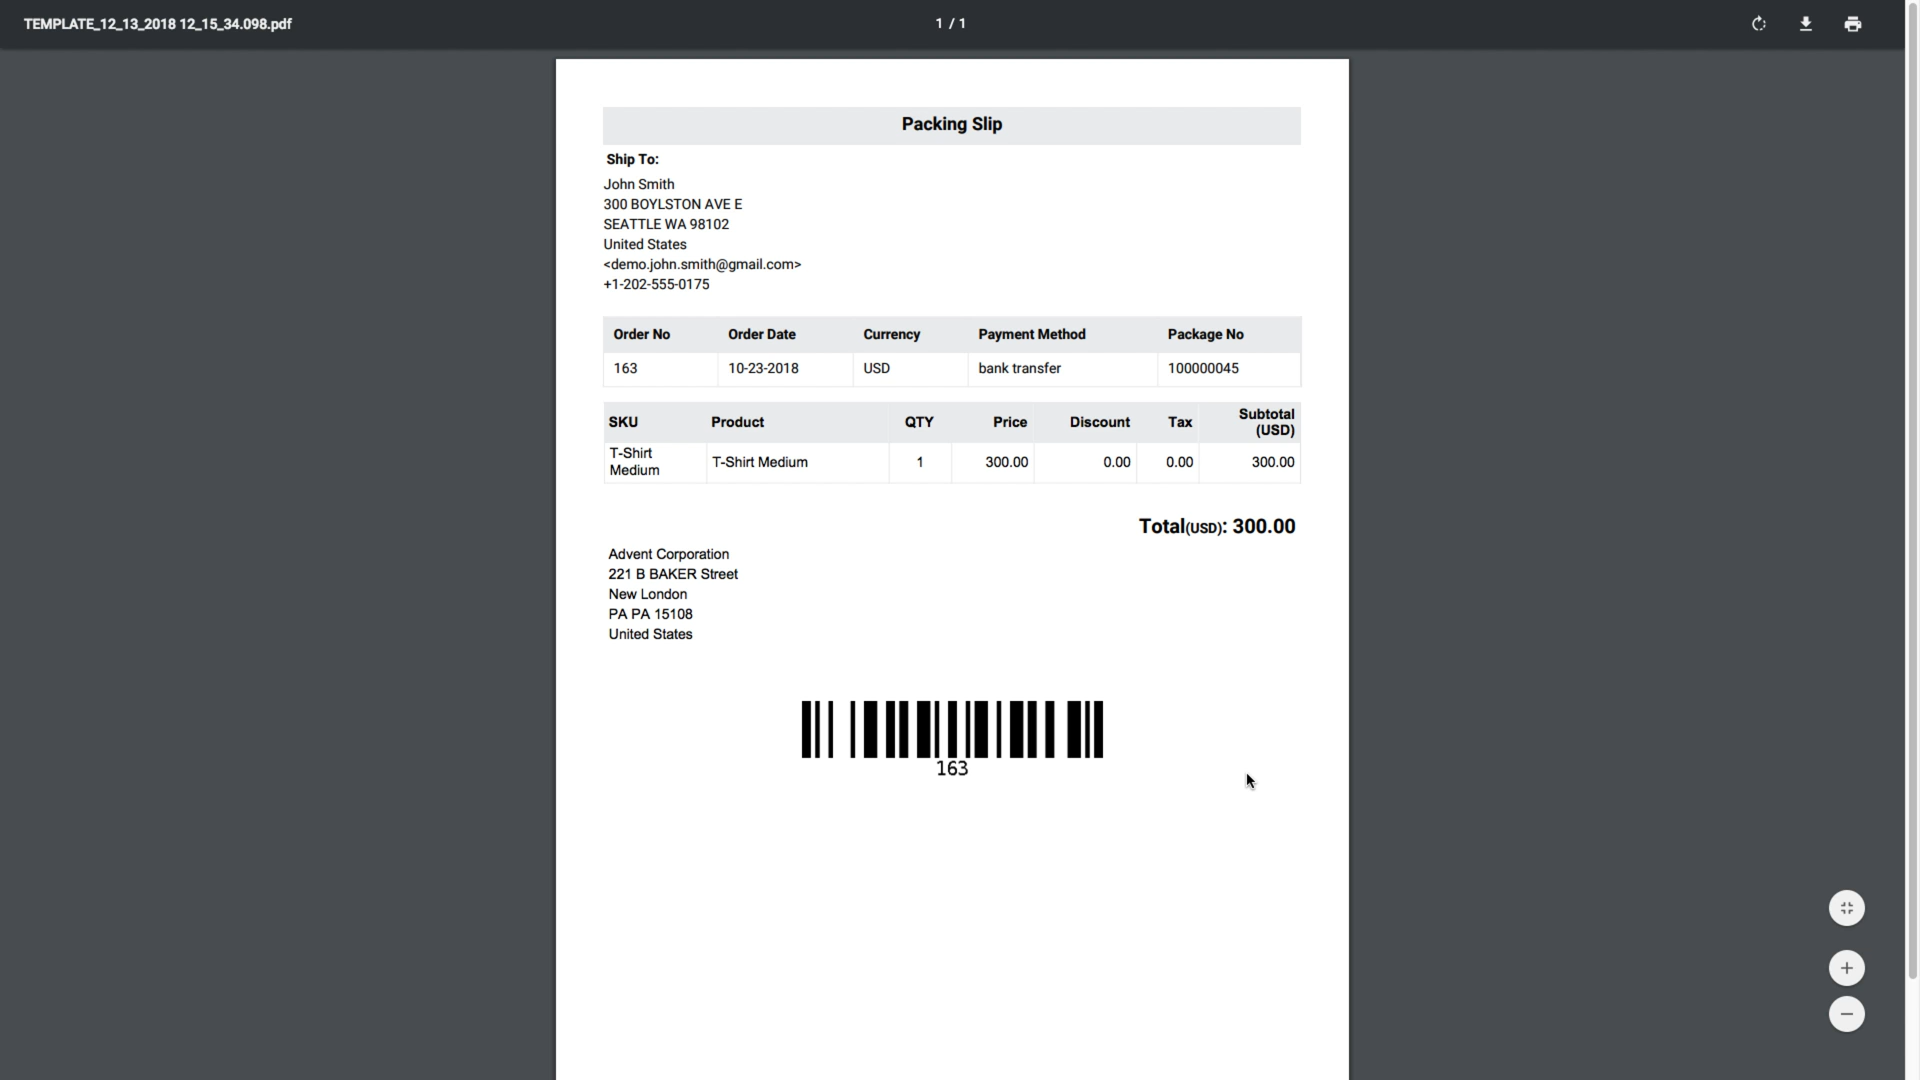 TEMPLATE_12_13_2018 12_15_34.098.pdf
1 / 1
Packing Slip
Ship To:
John Smith
300 BOYLSTON AVE E
SEATTLE WA 98102
United States
<demo.john.smith@gmail.com>
+1-202-555-0175
Order No Order Date Currency Payment Method Package No
163 10-23-2018 USD bank transfer 100000045
SKU Product QTY Price Discount Tax Subtotal (USD)
T-Shirt Medium T-Shirt Medium 1 300.00 0.00 0.00 300.00
Total(USD): 300.00
Advent Corporation
221 B BAKER Street
New London
PA PA 15108
United States
163